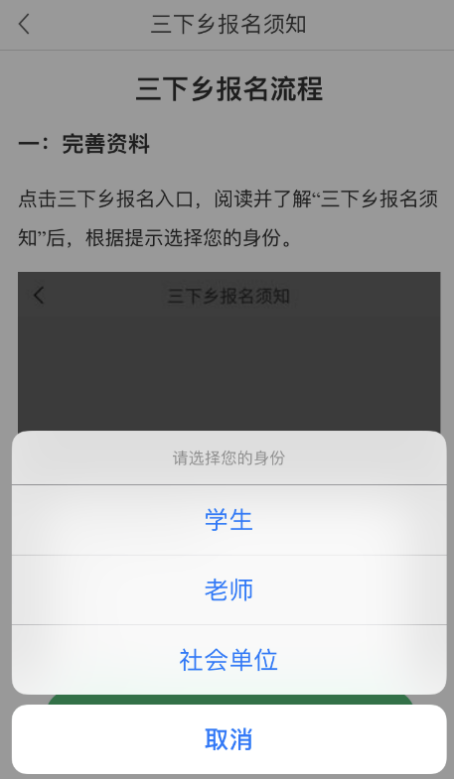 三下乡报名须知
三下乡报名流程
一：完善资料
点击三下乡报名入口，阅读并了解“三下乡报名须
知”后，根据提示选择您的身份。
三下乡报名须知
请选择您的身份
学生
老师
社会单位
取消